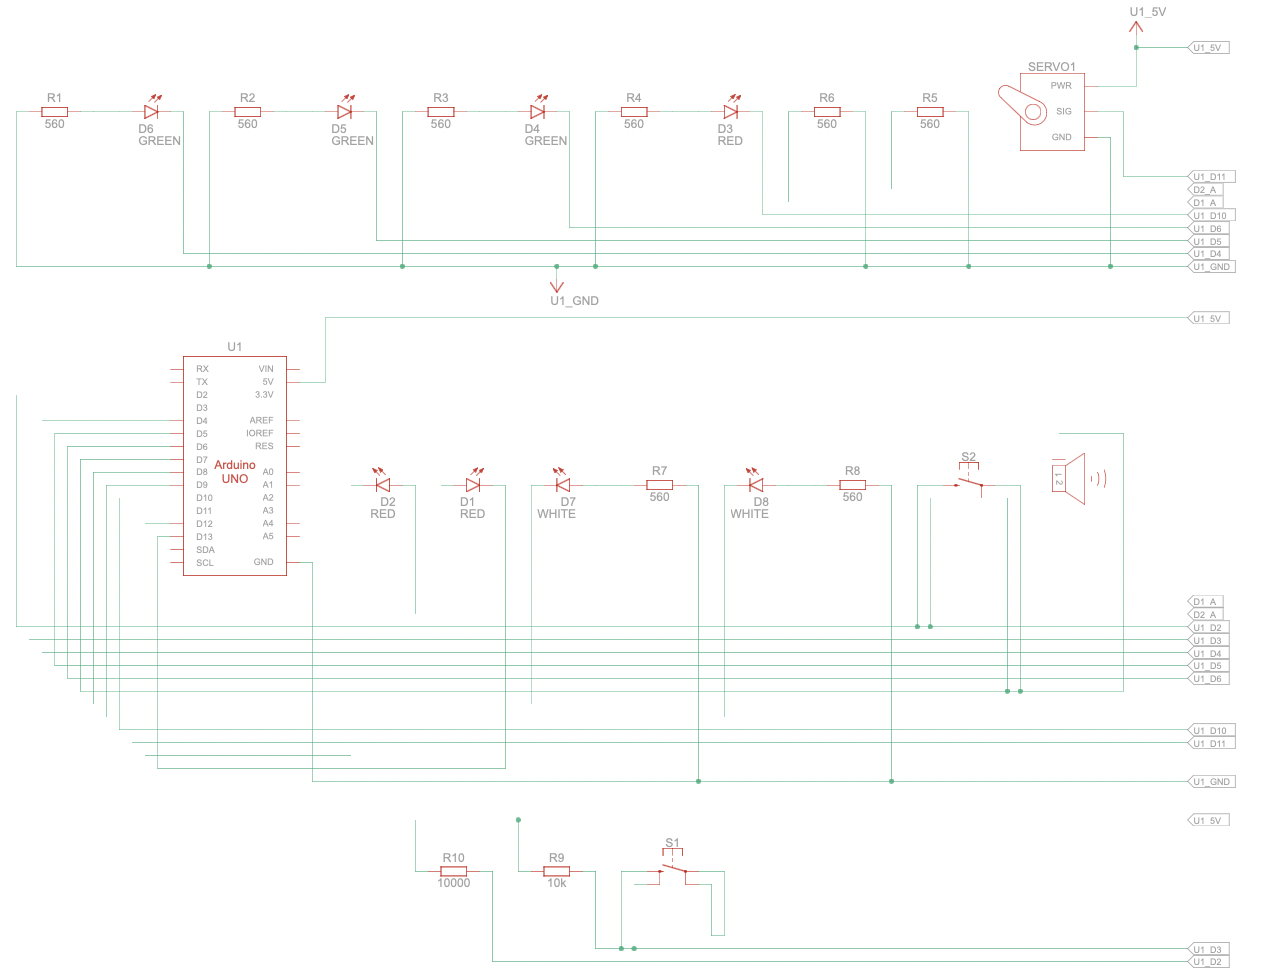 U1_5V
U1_5V
SERVO1
PWR
SIG
GND
R1
560
D6
GREEN
R2
560
D5
GREEN
R3
560
D4
GREEN
R4
560
D3
RED
R6
560
R5
560
U1_D11
D2_A
D1_A
U1_D10
U1_D6
U1_D5
U1_D4
U1_GND
U1_GND
U1_5V
U1
RX VIN
TX 5V
D2 3.3V
D3
D4 AREF
D5 IOREF
D6 RES
D7
Arduino
UNO
D8 A0
D9 A1
D10 A2
D11 A3
D12 A4
D13 A5
SDA
SCL GND
D2
RED
D1
RED
D7
WHITE
R7
560
D8
WHITE
R8
560
S2
1
2
D1_A
D2_A
U1_D2
U1_D3
U1_D4
U1_D5
U1_D6
U1_D10
U1_D11
U1_GND
U1_5V
R10
10000
R9
10k
S1
U1_D3
U1_D2